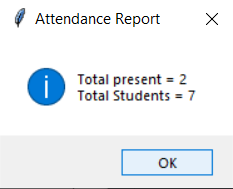 Attendance Report
Total present = 2
Total Students = 7
OK